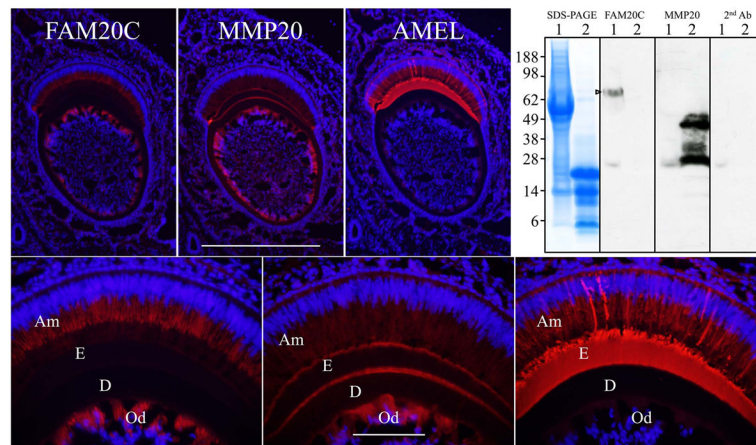 FAM20C MMP20 AMEL
SDS-PAGE FAM20C MMP20 2nd Ab
1 2 1 2 1 2 1 2
188
98
62
49
38
28
14
6
Am Am Am
E E E
D D D
Od Od Od